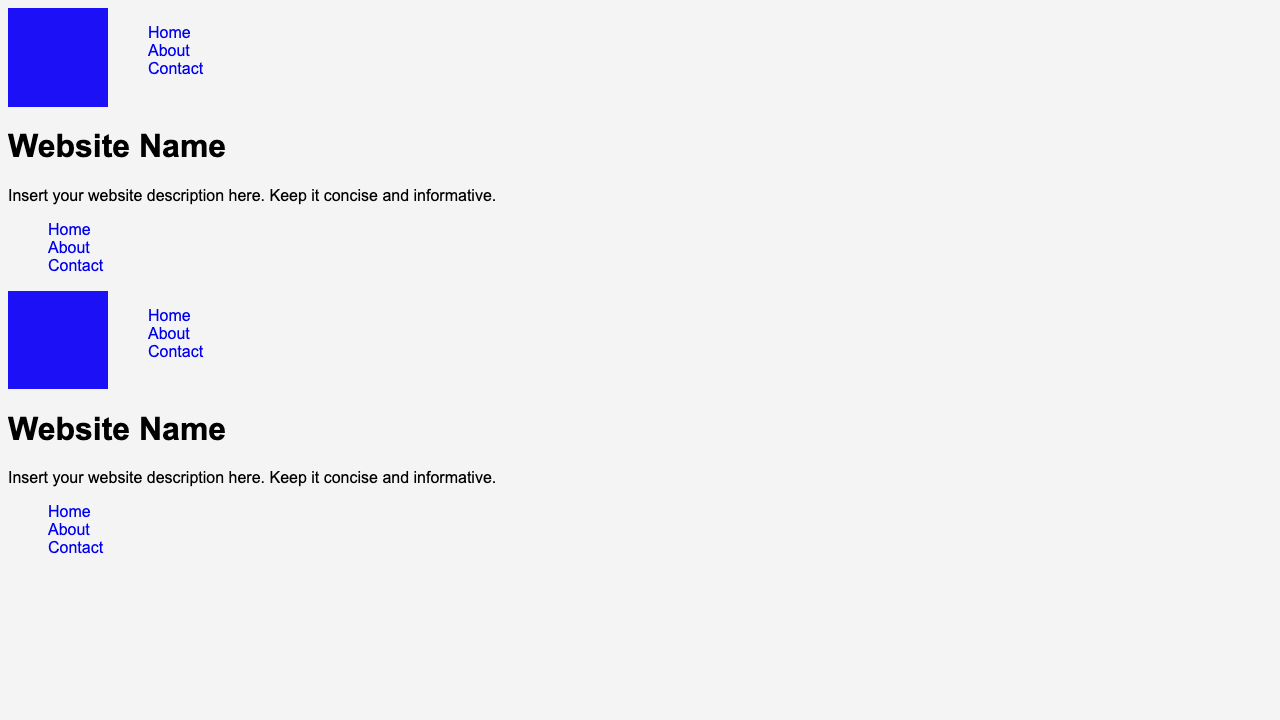 Home
About
Contact
Website Name
Insert your website description here. Keep it concise and informative.
Home
About
Contact
Home
About
Contact
Website Name
Insert your website description here. Keep it concise and informative.
Home
About
Contact